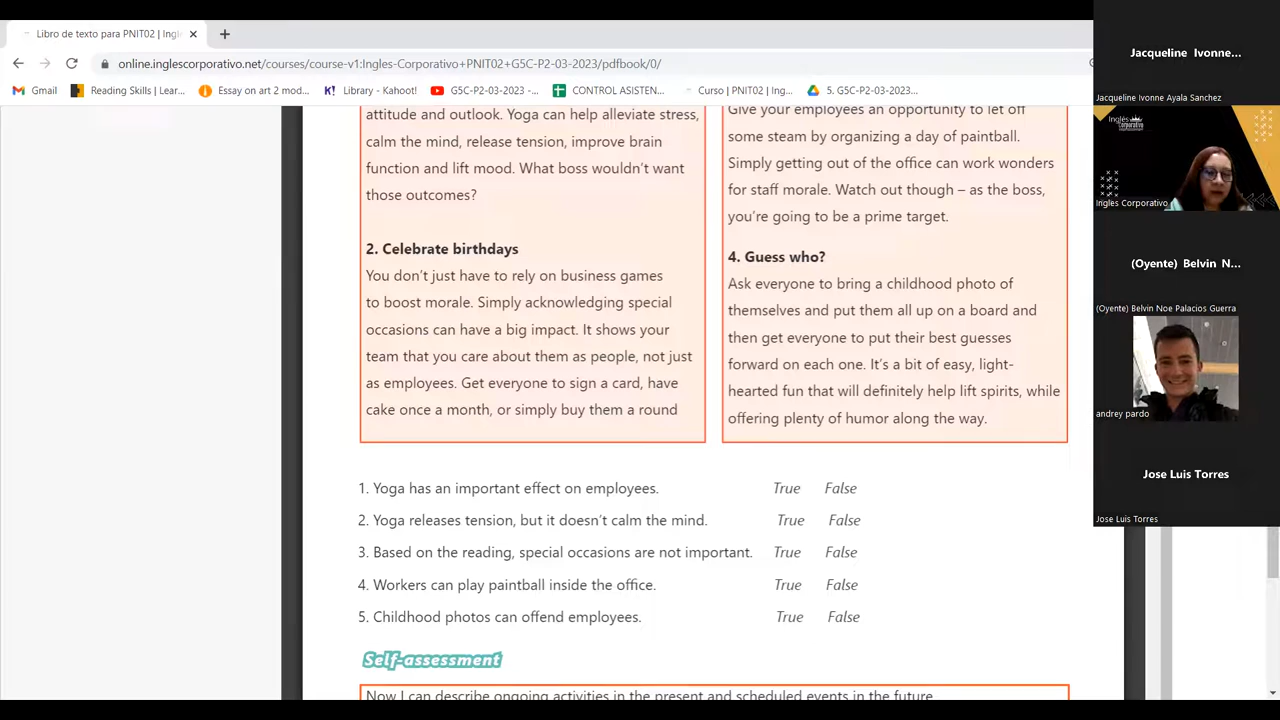 Libro de texto para PNIT02 | Ingl
online.inglescorporativo.net/courses/course-v1:Ingles-Corporativo+PNIT02+G5C-P2-03-2023/pdfbook/0/
Gmail
Reading Skills | Lear...
Essay on art 2 mod...
Library - Kahoot!
G5C-P2-03-2023 -...
CONTROL ASISTEN...
Curso | PNIT02 | Ing...
5. G5C-P2-03-2023...
attitude and outlook. Yoga can help alleviate stress,
calm the mind, release tension, improve brain
function and lift mood. What boss wouldn't want
those outcomes?
2. Celebrate birthdays
You don't just have to rely on business games
to boost morale. Simply acknowledging special
occasions can have a big impact. It shows your
team that you care about them as people, not just
as employees. Get everyone to sign a card, have
cake once a month, or simply buy them a round
Give your employees an opportunity to let off
some steam by organizing a day of paintball.
Simply getting out of the office can work wonders
for staff morale. Watch out though – as the boss,
you're going to be a prime target.
4. Guess who?
Ask everyone to bring a childhood photo of
themselves and put them all up on a board and
then get everyone to put their best guesses
forward on each one. It's a bit of easy, light-
hearted fun that will definitely help lift spirits, while
offering plenty of humor along the way.
1. Yoga has an important effect on employees. True False
2. Yoga releases tension, but it doesn't calm the mind. True False
3. Based on the reading, special occasions are not important. True False
4. Workers can play paintball inside the office. True False
5. Childhood photos can offend employees. True False
Self-assessment
Now I can describe ongoing activities in the present and scheduled events in the future.
Jacqueline Ivonne...
Jacqueline Ivonne Ayala Sanchez
Inglés
Corporativo
Ingles Corporativo
(Oyente) Belvin N...
(Oyente) Belvin Noe Palacios Guerra
andrey pardo
Jose Luis Torres
Jose Luis Torres